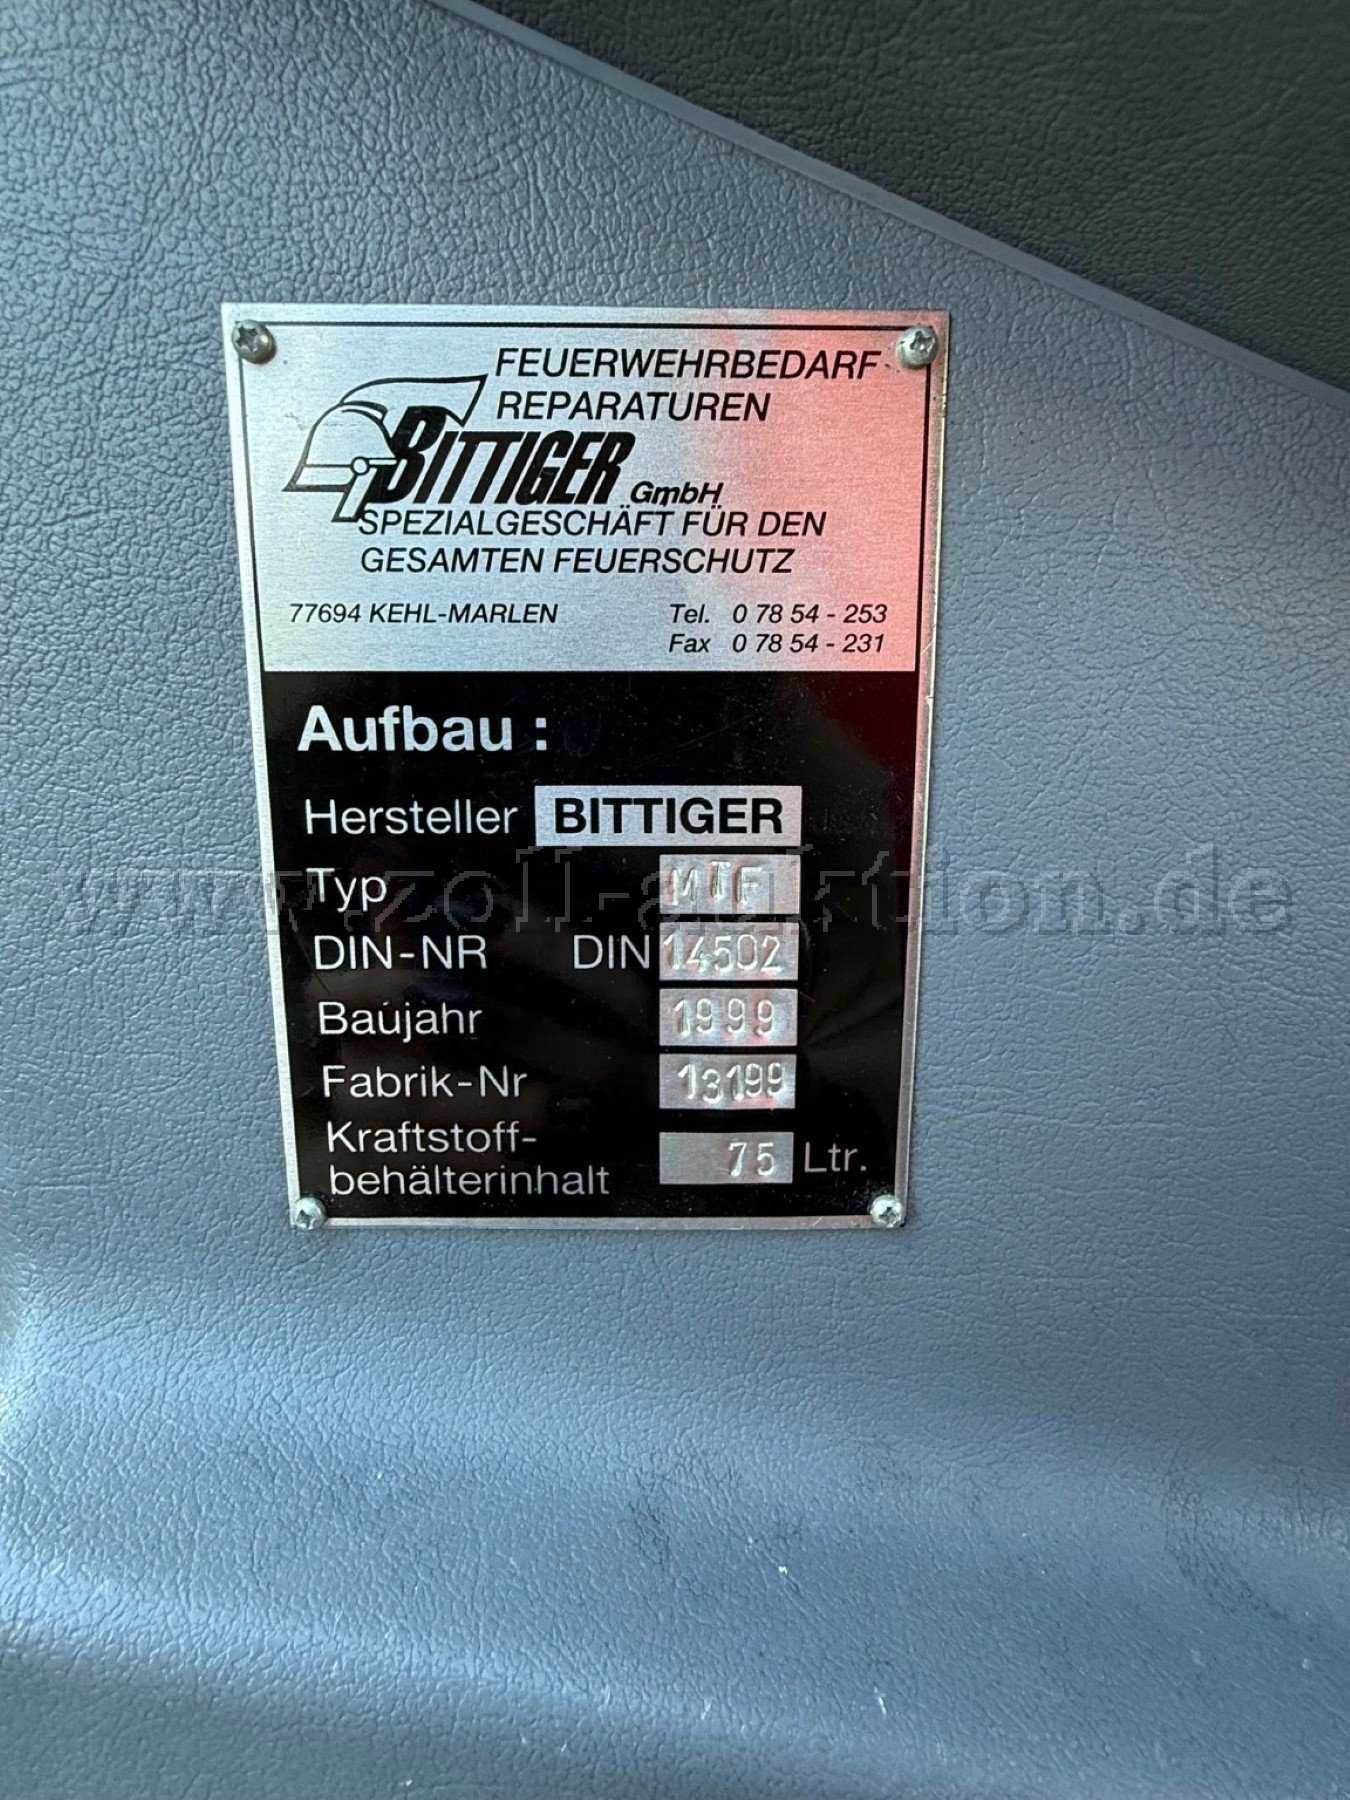 FEUERWEHRBEDARF
REPARATUREN
BITTIGER GmbH
SPEZIALGESCHÄFT FÜR DEN
GESAMTEN FEUERSCHUTZ
77694 KEHL-MARLEN Tel. 0 78 54 - 253
Fax 0 78 54 - 231
Aufbau :
Hersteller BITTIGER
Typ MTF
www.zoll-auktion.de
DIN-NR DIN 14502
Baujahr 1999
Fabrik-Nr 13199
Kraftstoff-
behälterinhalt 75 Ltr.